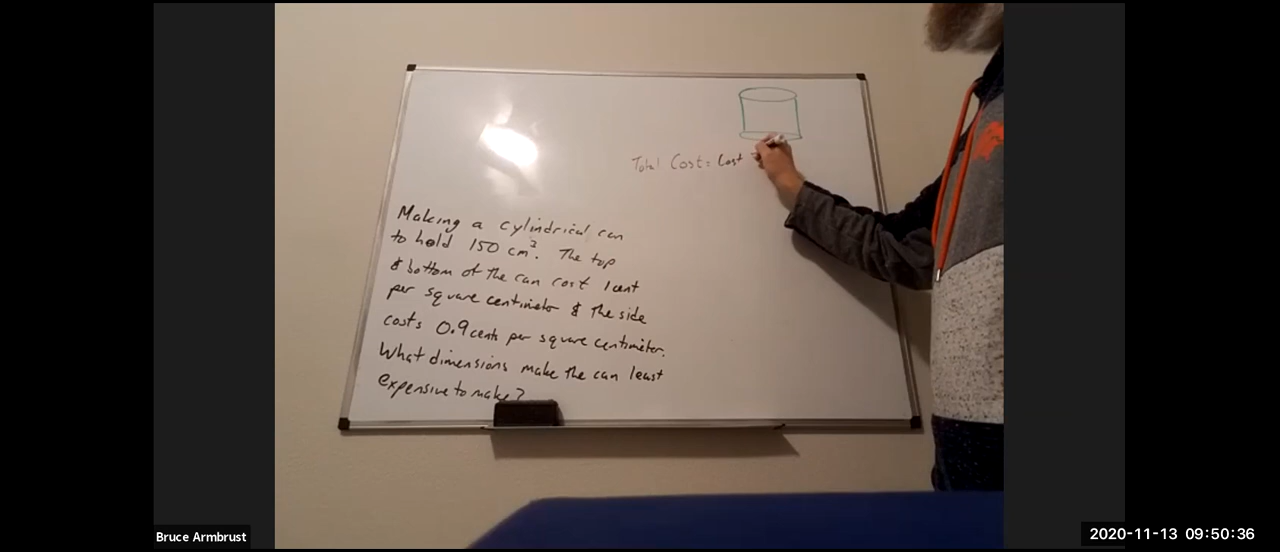 Total Cost = Cost
Making a cylindrical can
to hold 150 cm³. The top
& bottom of the can cost 1 cent
per square centimeter & the side
costs 0.9 cents per square centimeter.
What dimensions make the can least
expensive to make?
Bruce Armbrust
2020-11-13 09:50:36